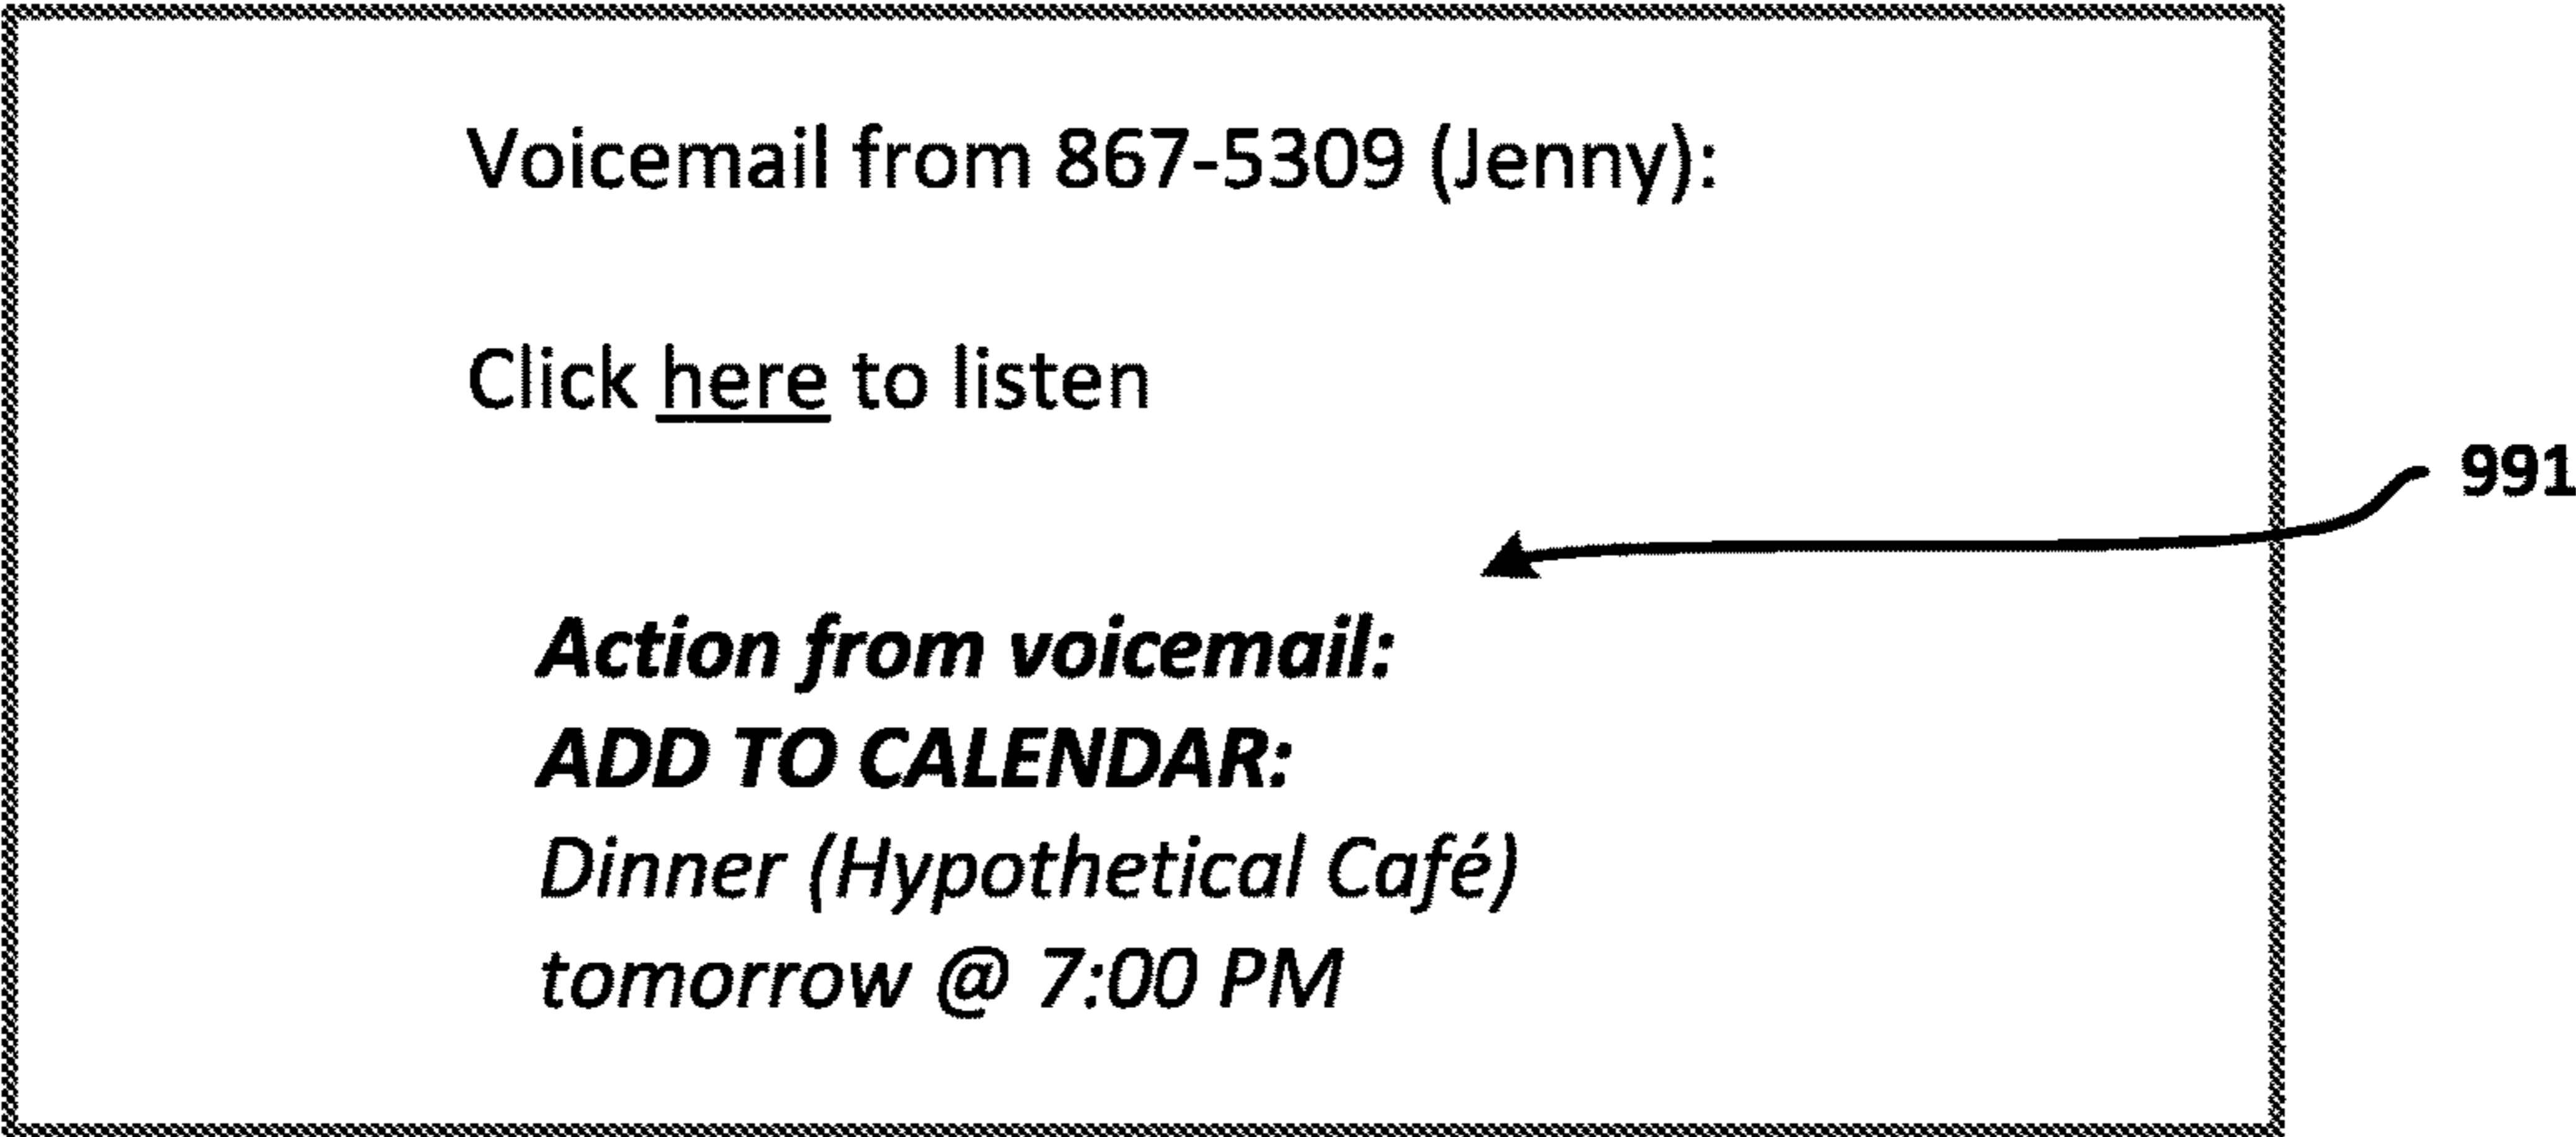 Voicemail from 867-5309 (Jenny):
Click here to listen
991
Action from voicemail:
ADD TO CALENDAR:
Dinner (Hypothetical Café)
tomorrow @ 7:00 PM